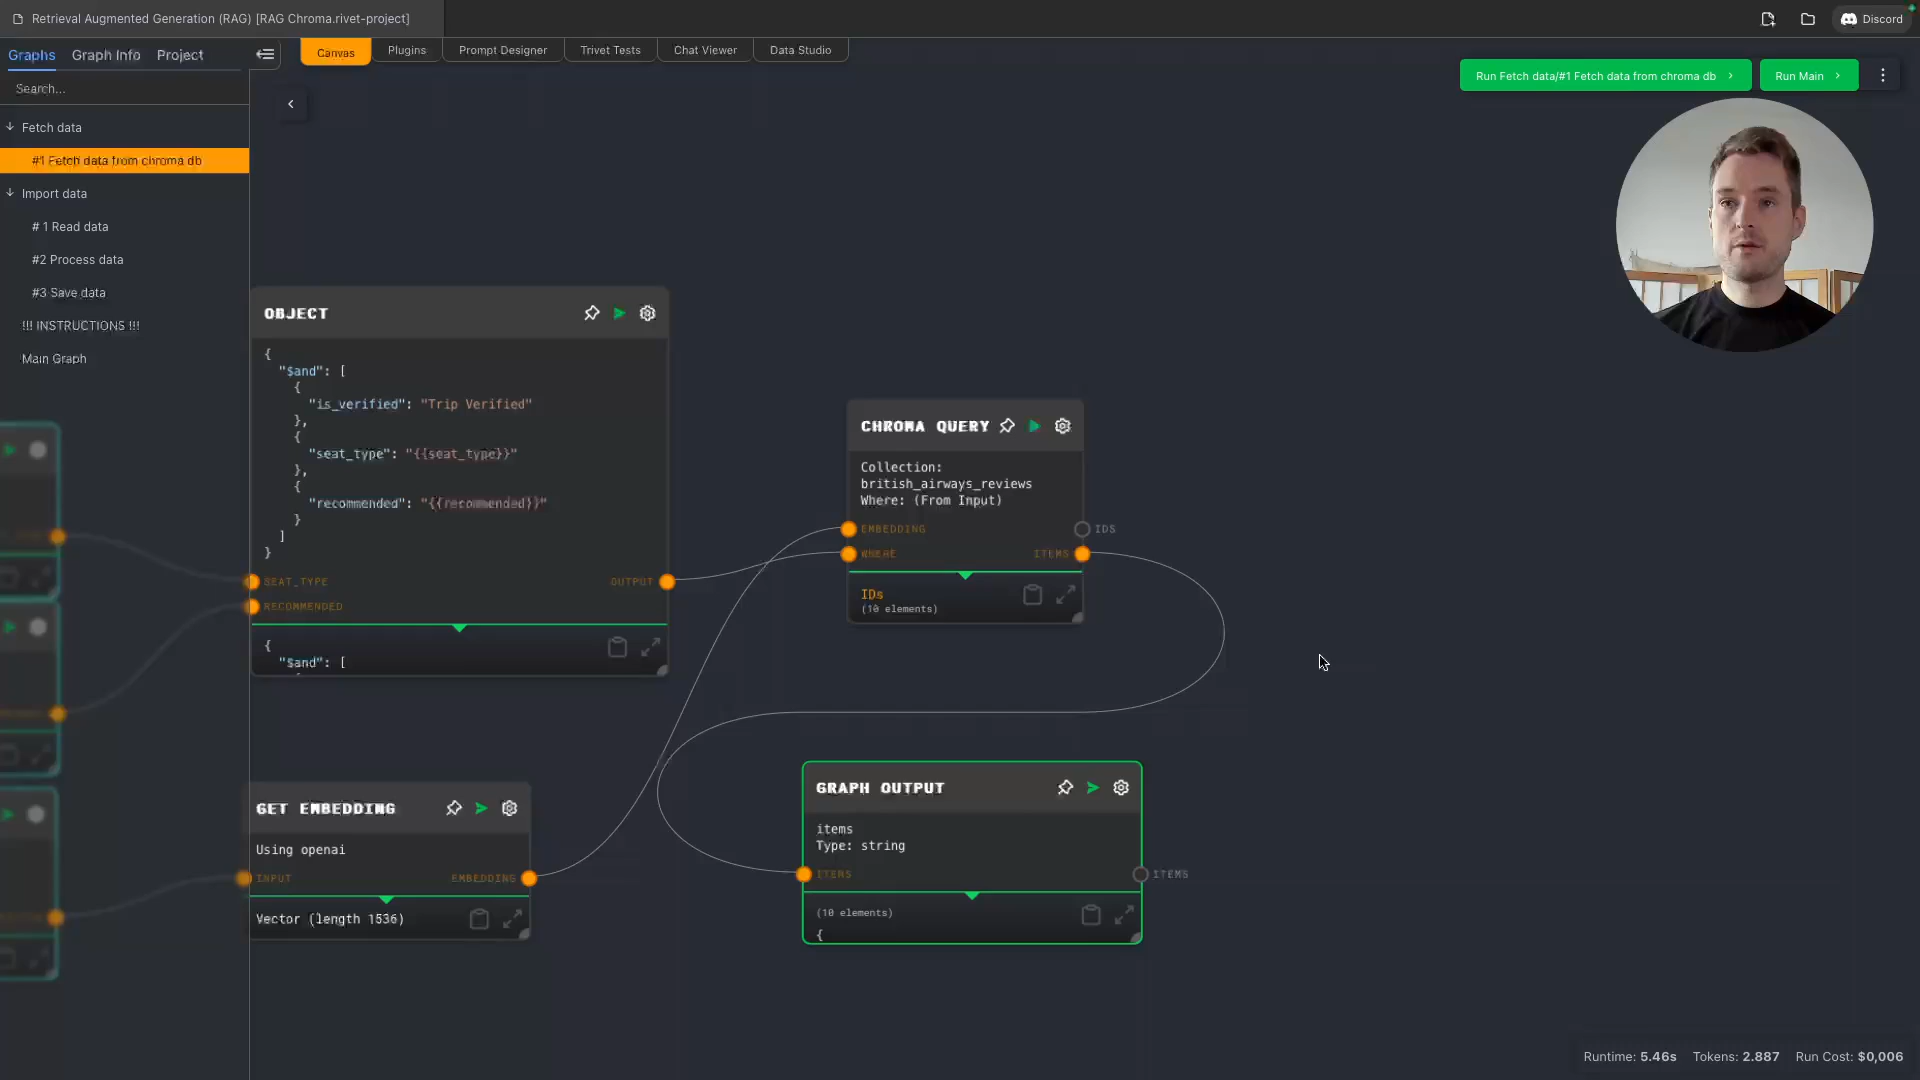 Retrieval Augmented Generation (RAG) [RAG Chroma.rivet-project]
Discord
Graphs
Graph Info
Project
Canvas
Plugins
Prompt Designer
Trivet Tests
Chat Viewer
Data Studio
Run Fetch data/#1 Fetch data from chroma db
Run Main
Search...
Fetch data
#1 Fetch data from chroma db
Import data
# 1 Read data
#2 Process data
#3 Save data
!!! INSTRUCTIONS !!!
Main Graph
OBJECT
{
"$and": [
{
"is_verified": "Trip Verified"
},
{
"seat_type": "{{seat_type}}"
},
{
"recommended": "{{recommended}}"
}
]
}
SEAT_TYPE
OUTPUT
RECOMMENDED
{
"$and": [
CHROMA QUERY
Collection:
british_airways_reviews
Where: (From Input)
EMBEDDING
IDS
WHERE
ITEMS
IDs
(10 elements)
GET EMBEDDING
Using openai
INPUT
EMBEDDING
Vector (length 1536)
GRAPH OUTPUT
items
Type: string
ITEMS
ITEMS
(10 elements)
{
Runtime: 5.46s
Tokens: 2.887
Run Cost: $0,006